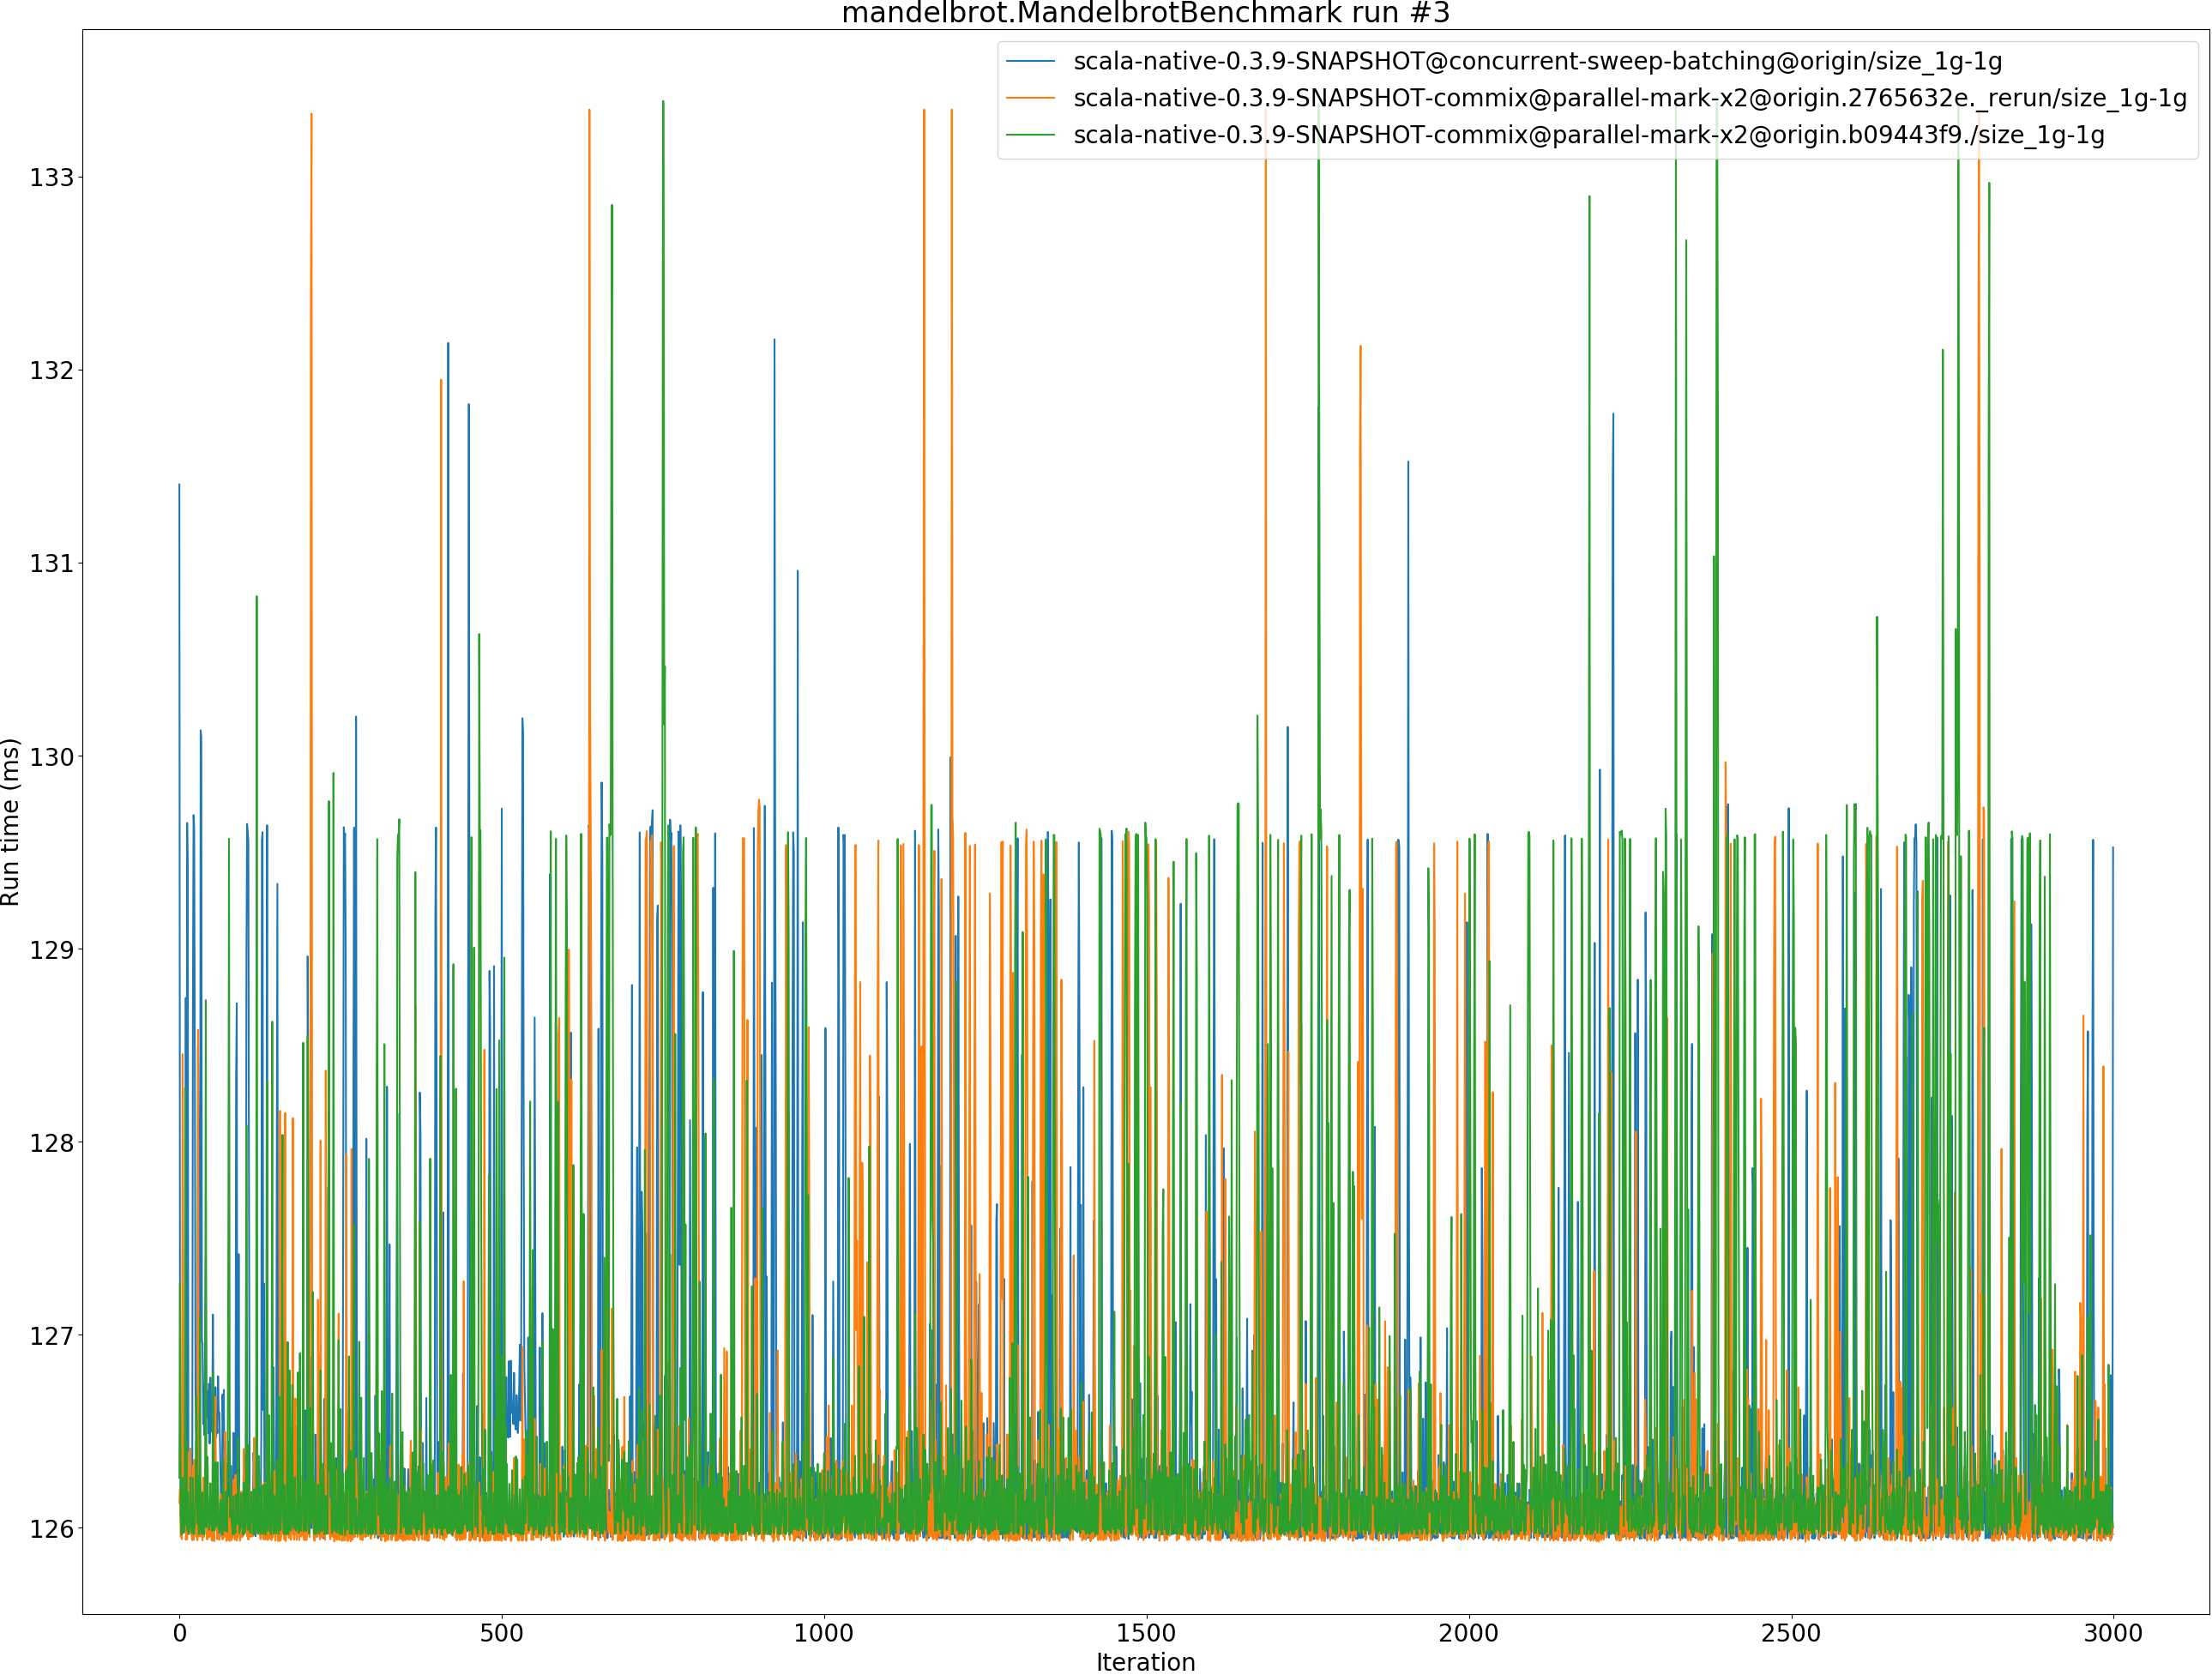 mandelbrot.MandelbrotBenchmark run #3
scala-native-0.3.9-SNAPSHOT@concurrent-sweep-batching@origin/size_1g-1g
scala-native-0.3.9-SNAPSHOT-commix@parallel-mark-x2@origin.2765632e._rerun/size_1g-1g
scala-native-0.3.9-SNAPSHOT-commix@parallel-mark-x2@origin.b09443f9./size_1g-1g
133
132
131
130
129
128
127
126
Run time (ms)
0 500 1000 1500 2000 2500 3000
Iteration